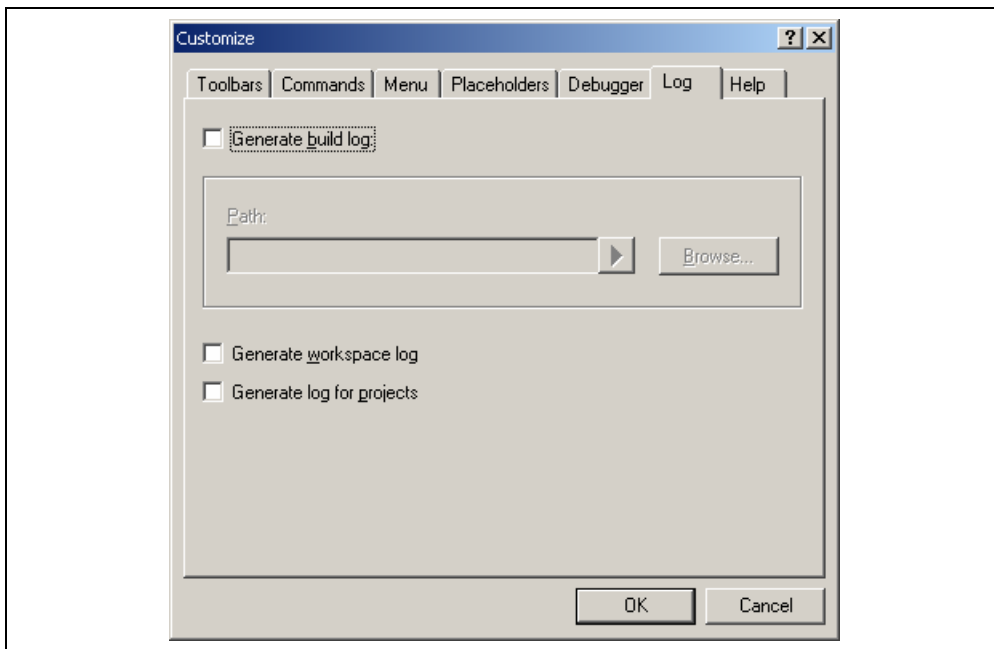 Customize
Toolbars Commands Menu Placeholders Debugger Log Help
Generate build log:
Path:
Browse...
Generate workspace log
Generate log for projects
OK Cancel